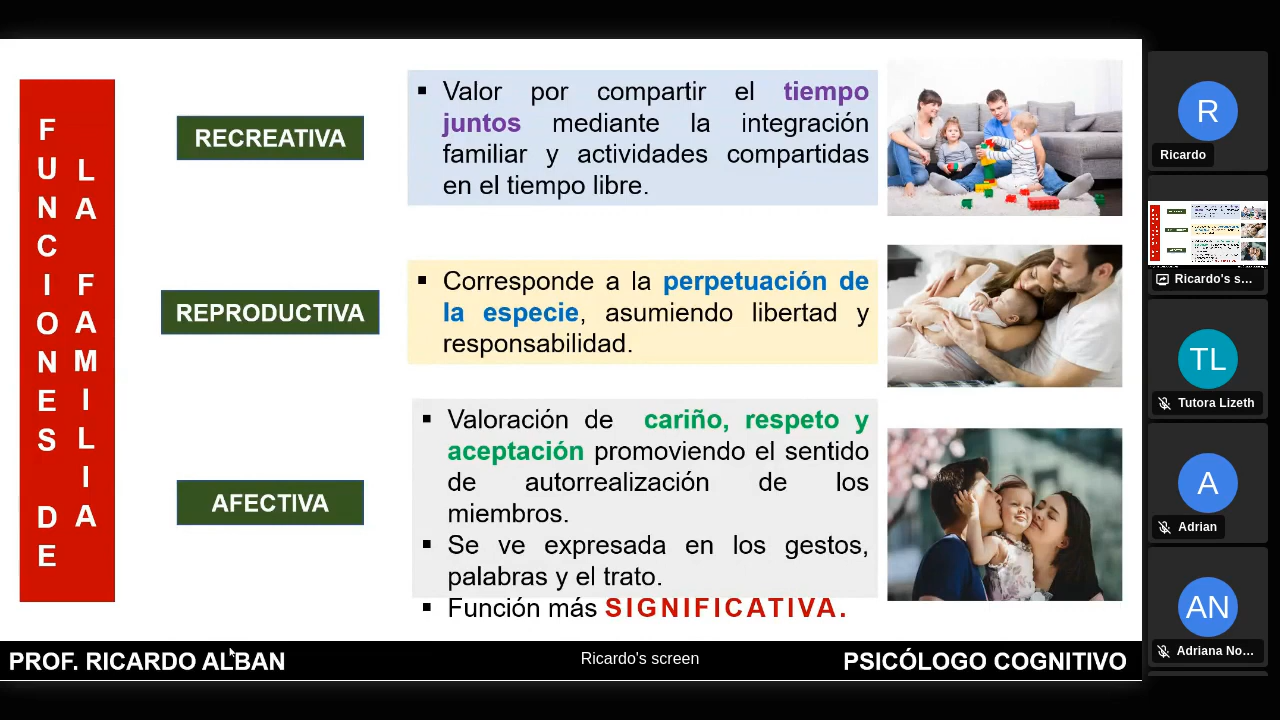 FUNCIONES DE
LA FAMILIA
RECREATIVA
▪ Valor por compartir el tiempo
juntos mediante la integración
familiar y actividades compartidas
en el tiempo libre.
REPRODUCTIVA
▪ Corresponde a la perpetuación de
la especie, asumiendo libertad y
responsabilidad.
AFECTIVA
▪ Valoración de cariño, respeto y
aceptación promoviendo el sentido
de autorrealización de los
miembros.
▪ Se ve expresada en los gestos,
palabras y el trato.
▪ Función más SIGNIFICATIVA.
PROF. RICARDO ALBAN
Ricardo's screen
PSICÓLOGO COGNITIVO
R
Ricardo
Ricardo's s...
TL
Tutora Lizeth
A
Adrian
AN
Adriana No...